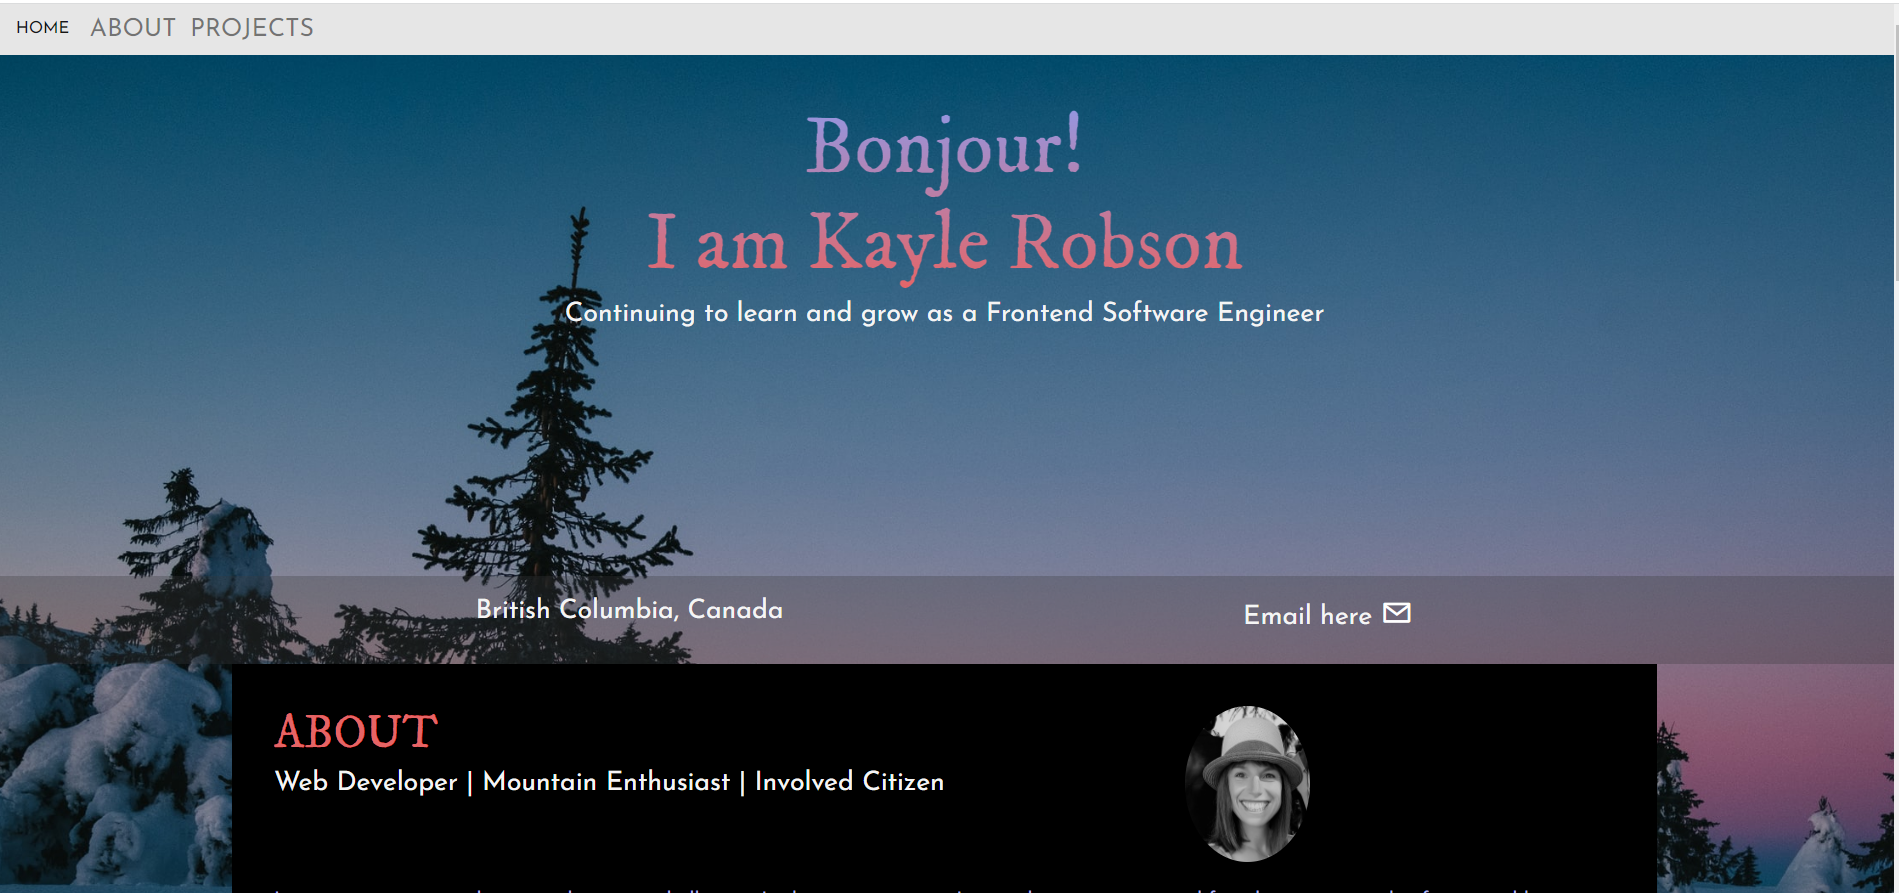 HOME ABOUT PROJECTS
Bonjour!
I am Kayle Robson
Continuing to learn and grow as a Frontend Software Engineer
British Columbia, Canada
Email here
ABOUT
Web Developer | Mountain Enthusiast | Involved Citizen